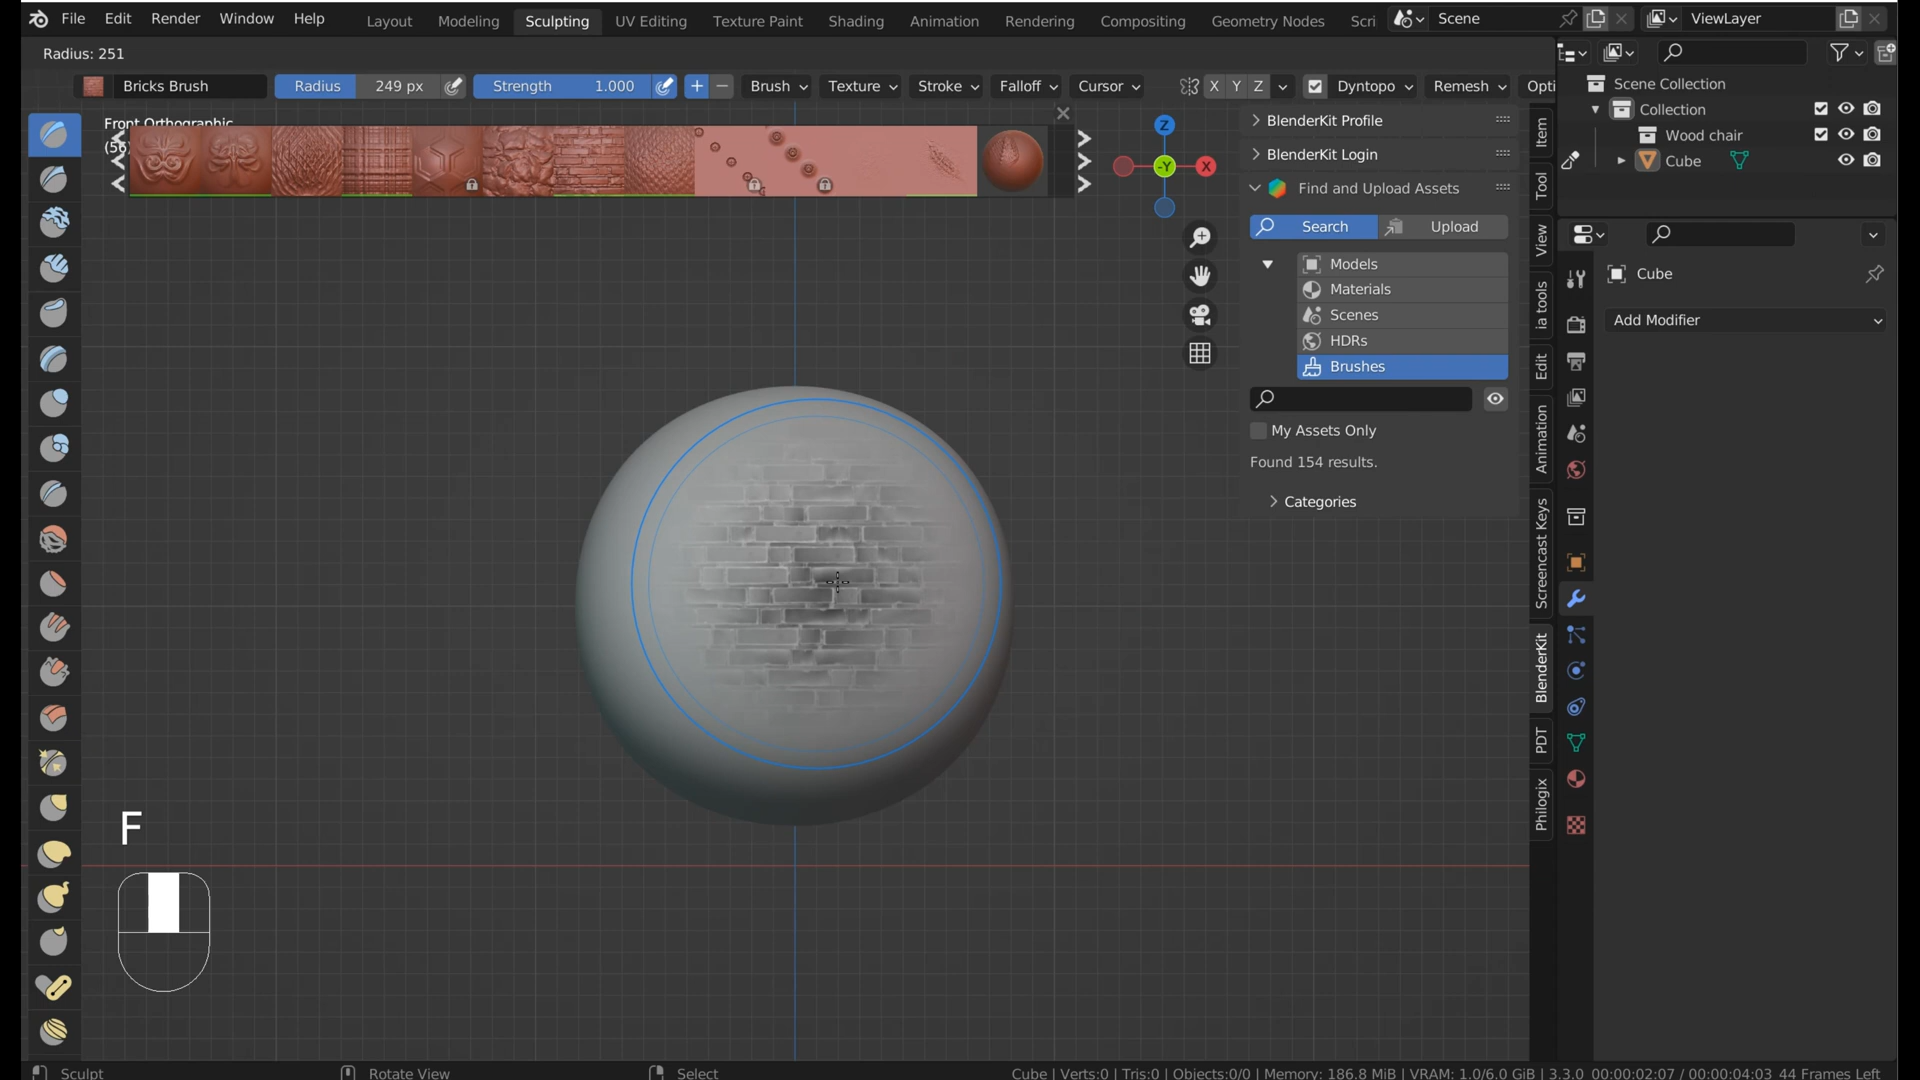 File Edit Render Window Help Layout Modeling Sculpting UV Editing Texture Paint Shading Animation Rendering Compositing Geometry Nodes Scri Scene ViewLayer
Radius: 251
Bricks Brush Radius 249 px Strength 1.000 Brush Texture Stroke Falloff Cursor X Y Z Dyntopo Remesh Opti
Scene Collection
Collection
Wood chair
Cube
Front Orthographic
(56)
Z
-Y
X
BlenderKit Profile
BlenderKit Login
Find and Upload Assets
Search Upload
Models
Materials
Scenes
HDRs
Brushes
My Assets Only
Found 154 results.
Categories
Item
Tool
View
ia tools
Edit
Animation
Screencast Keys
BlenderKit
PDT
Philogix
Cube
Add Modifier
F
Sculpt Rotate View Select Cube | Verts:0 | Tris:0 | Objects:0/0 | Memory: 186.8 MiB | VRAM: 1.0/6.0 GiB | 3.3.0 00:00:02:07 / 00:00:04:03 44 Frames Left